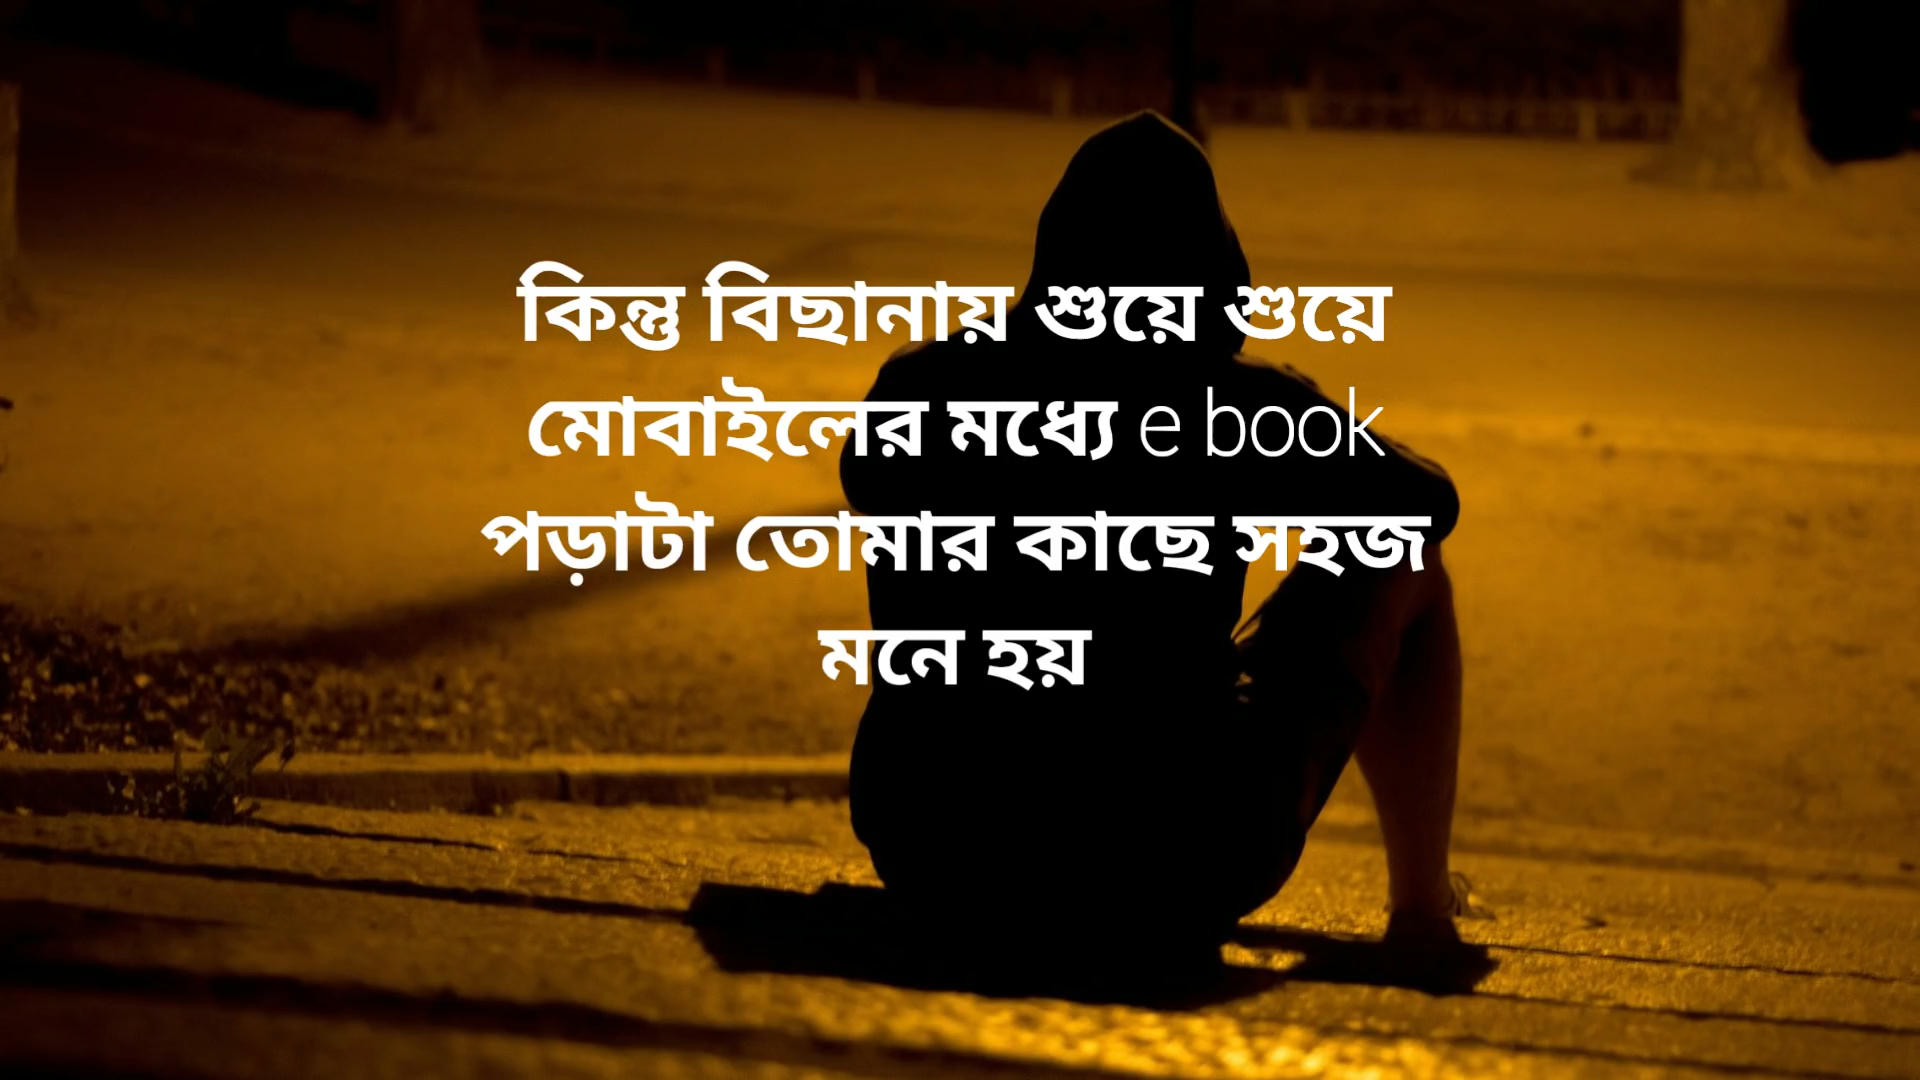 কিন্তু বিছানায় শুয়ে শুয়ে
মোবাইলের মধ্যে e book
পড়াটা তোমার কাছে সহজ
মনে হয়